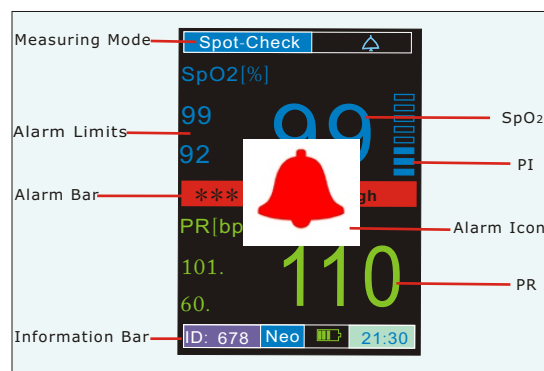 Measuring Mode
Spot-Check
SpO2[%]
99
99
SpO2
Alarm Limits
92
PI
Alarm Bar
***
gh
PR[bp
Alarm Icon
101.
110
PR
60.
Information Bar
ID: 678 Neo 21:30